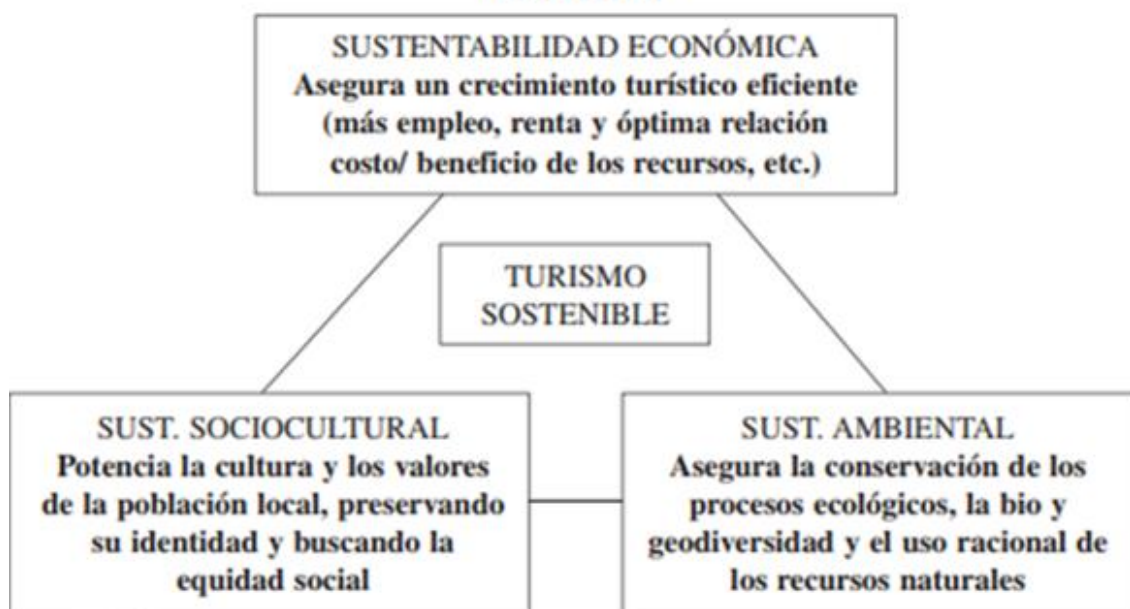 SUSTENTABILIDAD ECONÓMICA
Asegura un crecimiento turístico eficiente
(más empleo, renta y óptima relación
costo/ beneficio de los recursos, etc.)
TURISMO
SOSTENIBLE
SUST. SOCIOCULTURAL
Potencia la cultura y los valores
de la población local, preservando
su identidad y buscando la
equidad social
SUST. AMBIENTAL
Asegura la conservación de los
procesos ecológicos, la bio y
geodiversidad y el uso racional de
los recursos naturales